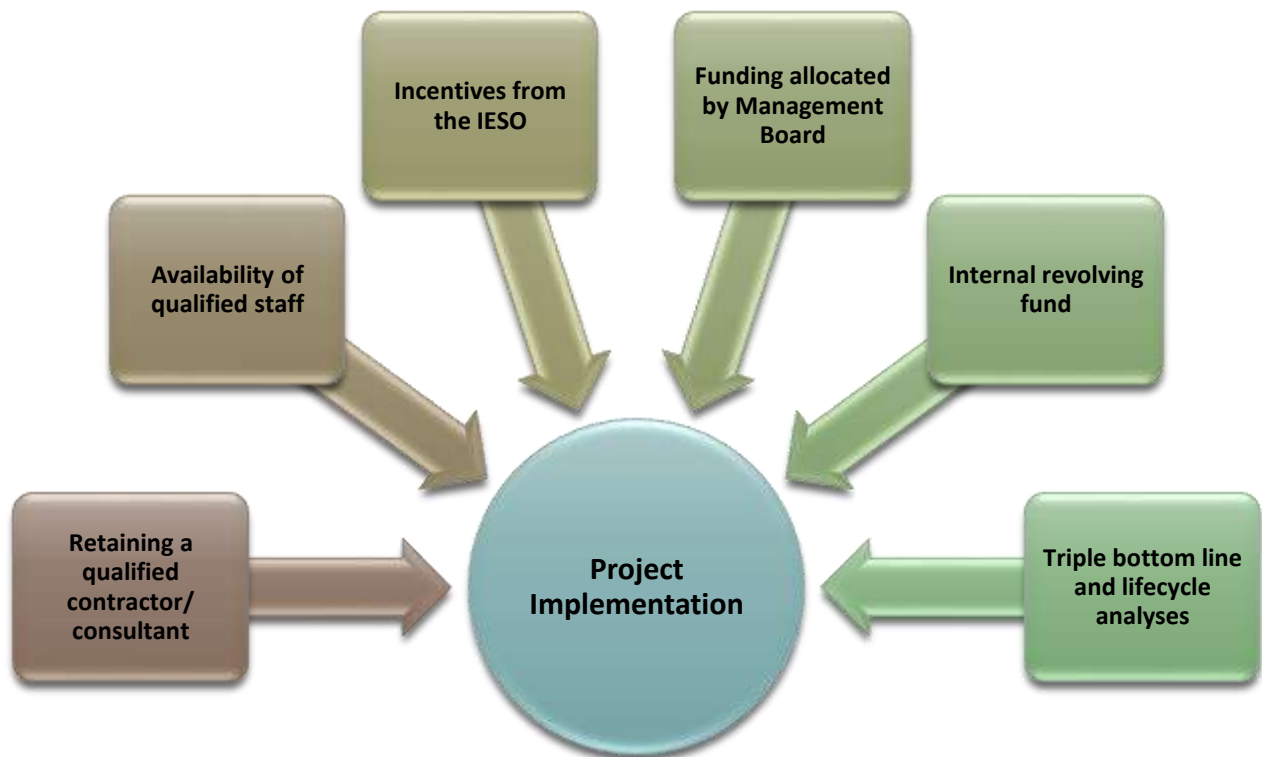 Incentives from
the IESO
Funding allocated
by Management
Board
Availability of
qualified staff
Internal revolving
fund
Retaining a
qualified
contractor/
consultant
Project
Implementation
Triple bottom line
and lifecycle
analyses